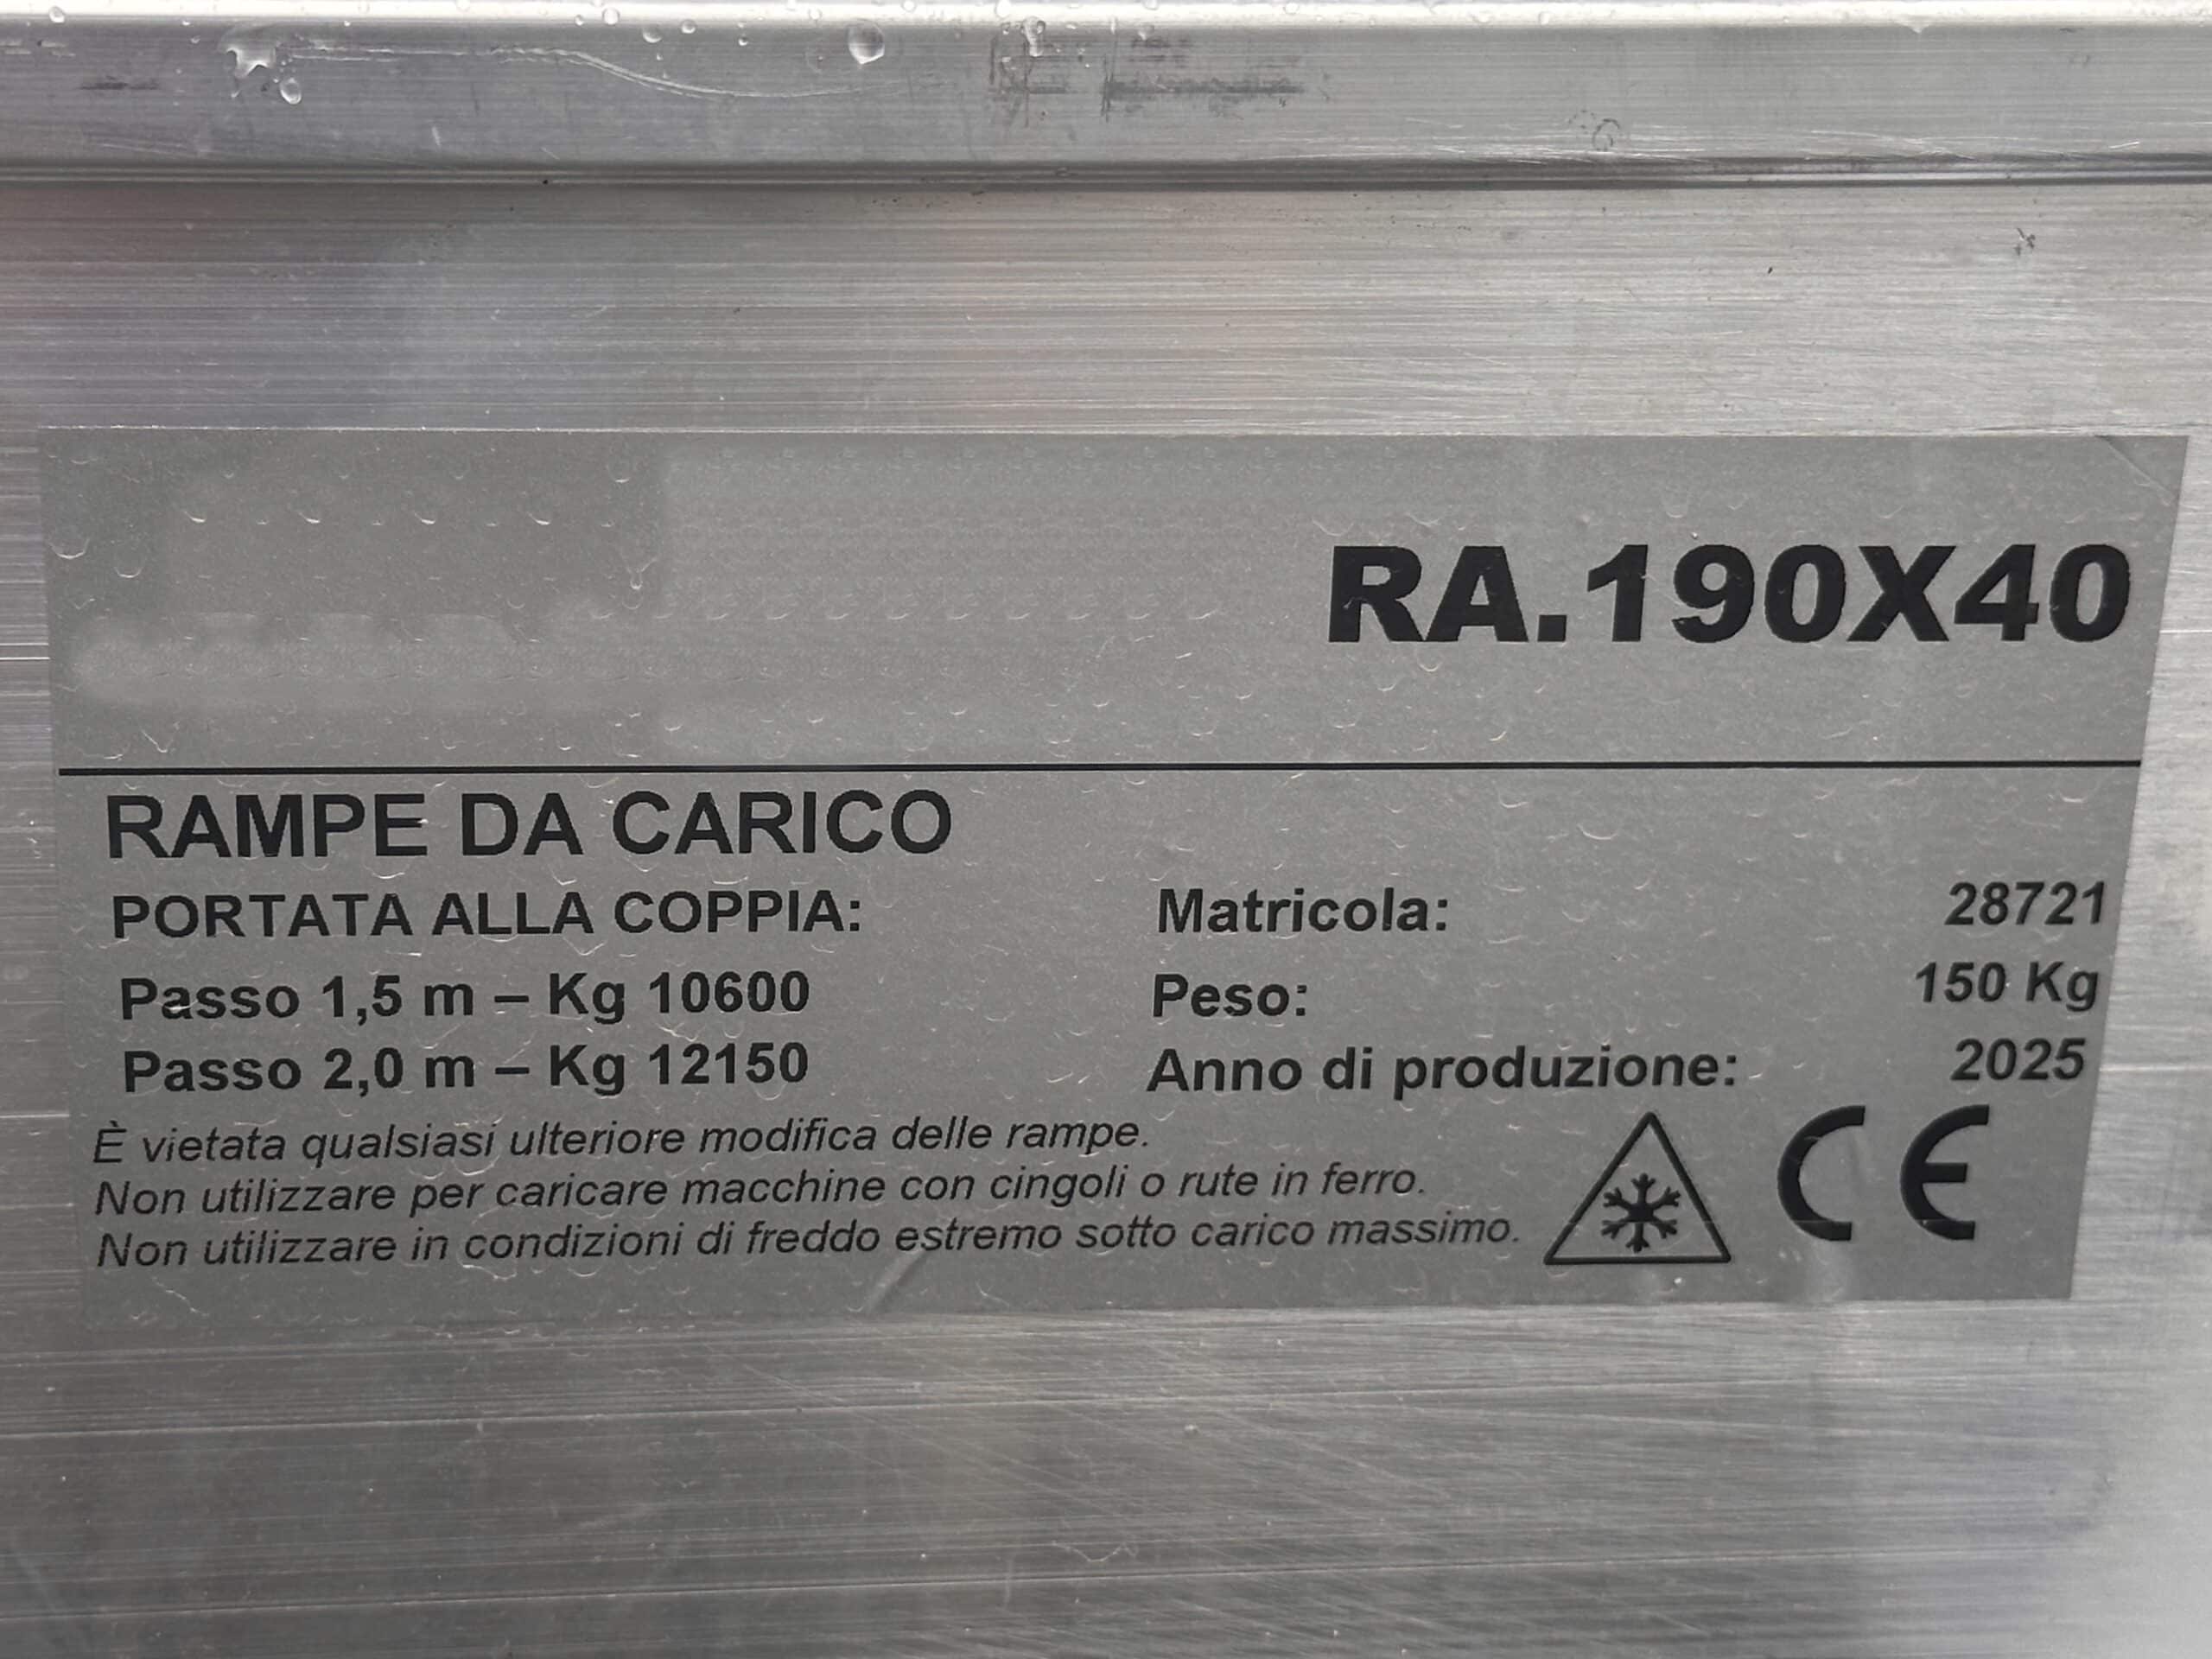 RA.190X40
RAMPE DA CARICO
PORTATA ALLA COPPIA:
Passo 1,5 m – Kg 10600
Passo 2,0 m – Kg 12150
Matricola: 28721
Peso: 150 Kg
Anno di produzione: 2025
È vietata qualsiasi ulteriore modifica delle rampe.
Non utilizzare per caricare macchine con cingoli o rute in ferro.
Non utilizzare in condizioni di freddo estremo sotto carico massimo.
CE